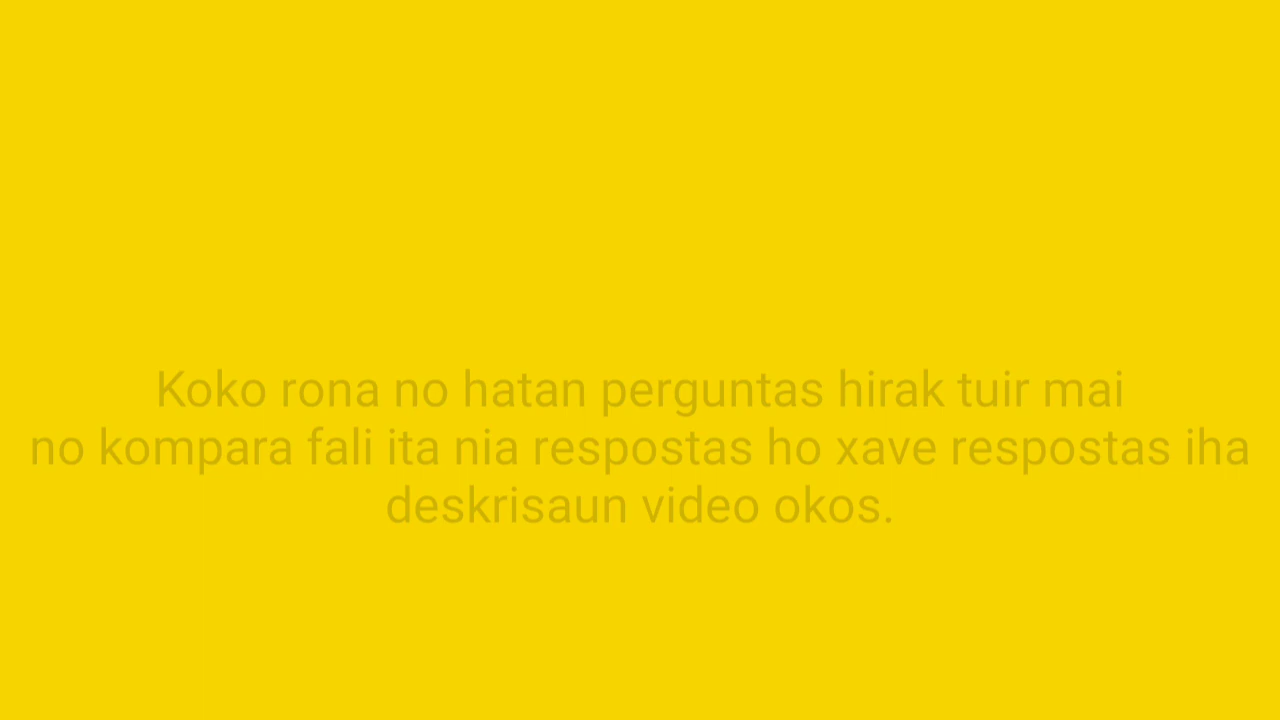 Koko rona no hatan perguntas hirak tuir mai
no kompara fali ita nia respostas ho xave respostas iha
deskrisaun video okos.